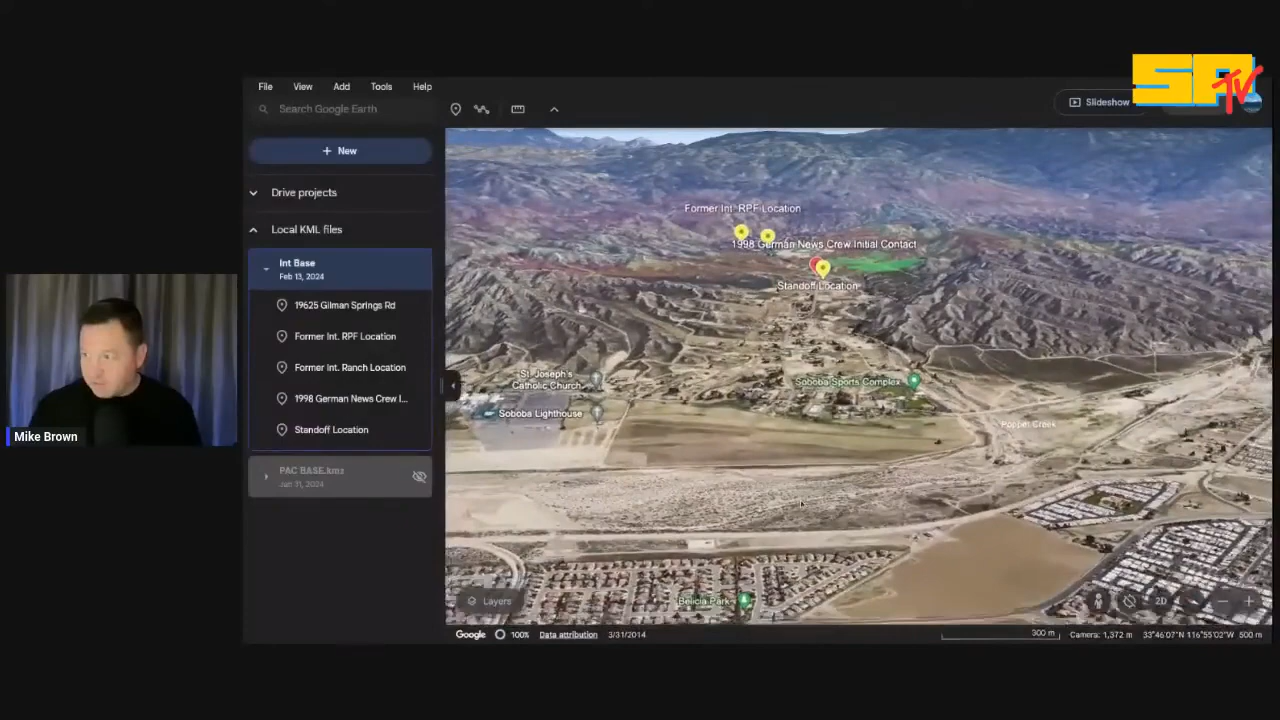 SP TV
File View Add Tools Help
Search Google Earth
Slideshow
+ New
Drive projects
Local KML files
Int Base
Feb 13, 2024
19625 Gilman Springs Rd
Former Int. RPF Location
Former Int. Ranch Location
1998 German News Crew I...
Standoff Location
PAC BASE.kmz
Jan 31, 2024
Former Int. RPF Location
1998 German News Crew Initial Contact
Standoff Location
St. Joseph's
Catholic Church
Soboba Sports Complex
Soboba Lighthouse
Poppet Creek
Mike Brown
Belicia Park
Layers
2D
Google 100% Data attribution 3/31/2014 300 m Camera: 1,372 m 33°46'07"N 116°55'02"W 500 m